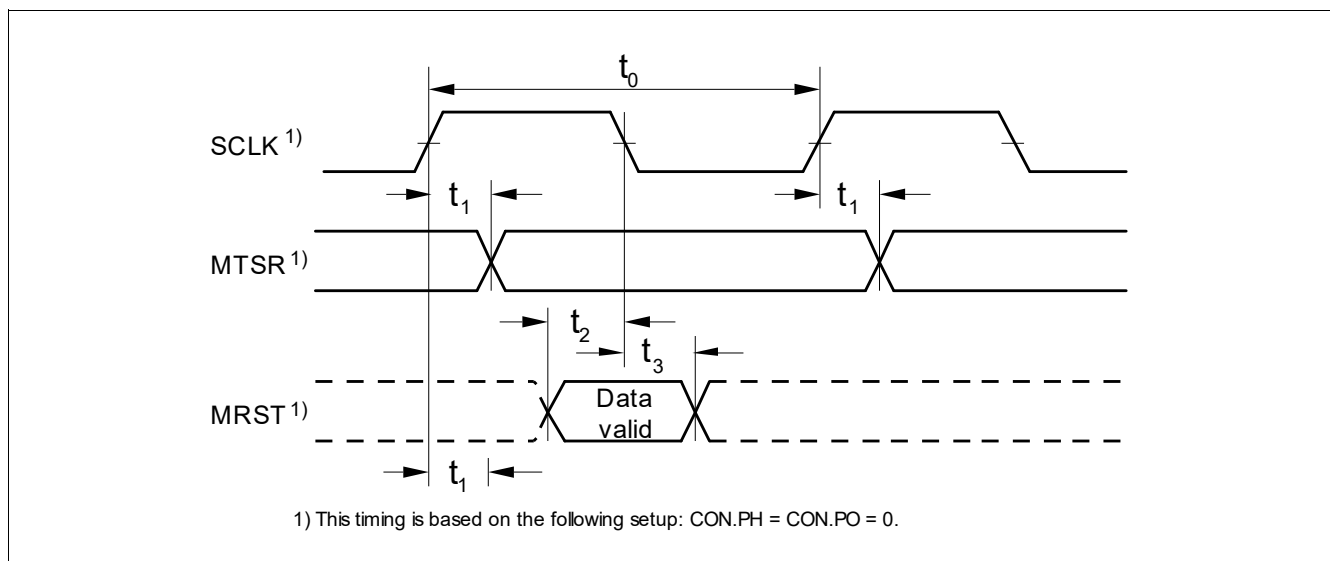 t0
SCLK 1)
t1 t1
MTSR 1)
t2
t3
MRST 1) Data valid
t1
1) This timing is based on the following setup: CON.PH = CON.PO = 0.